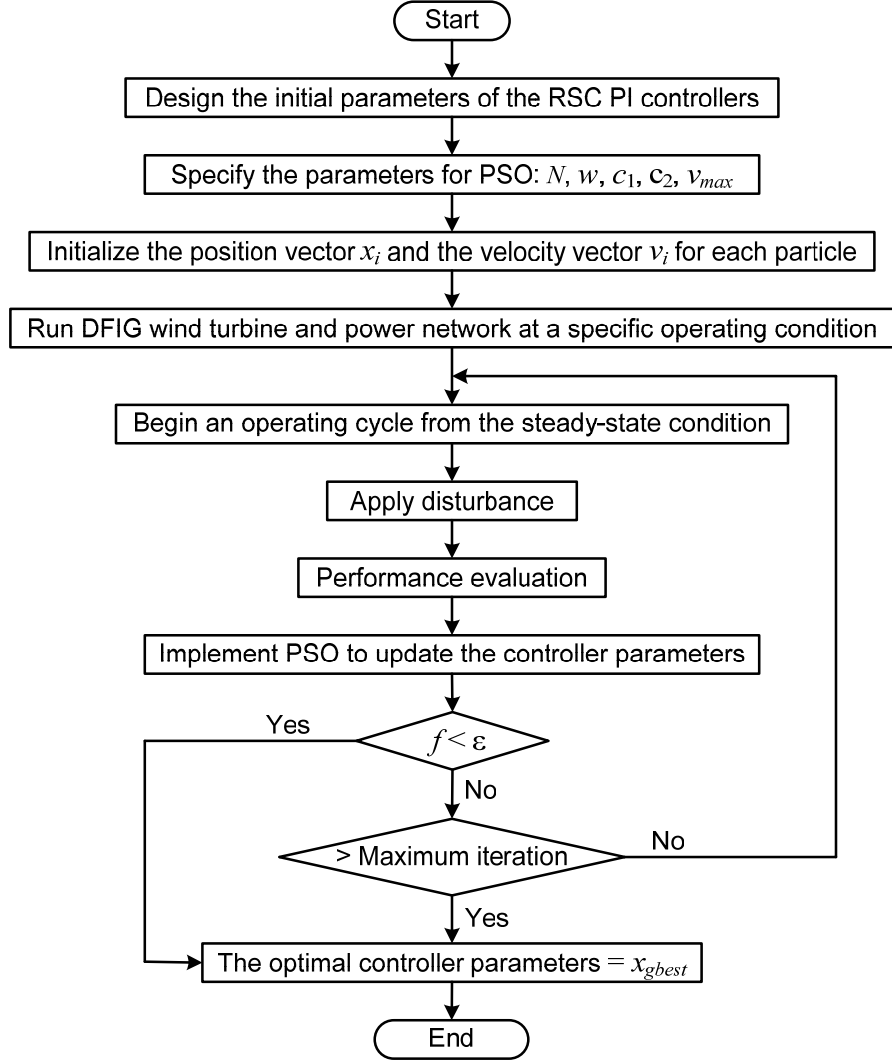 Start
Design the initial parameters of the RSC PI controllers
Specify the parameters for PSO: N, w, c1, c2, vmax
Initialize the position vector xi and the velocity vector vi for each particle
Run DFIG wind turbine and power network at a specific operating condition
Begin an operating cycle from the steady-state condition
Apply disturbance
Performance evaluation
Implement PSO to update the controller parameters
Yes
f < ε
No
> Maximum iteration
No
Yes
The optimal controller parameters = xgbest
End